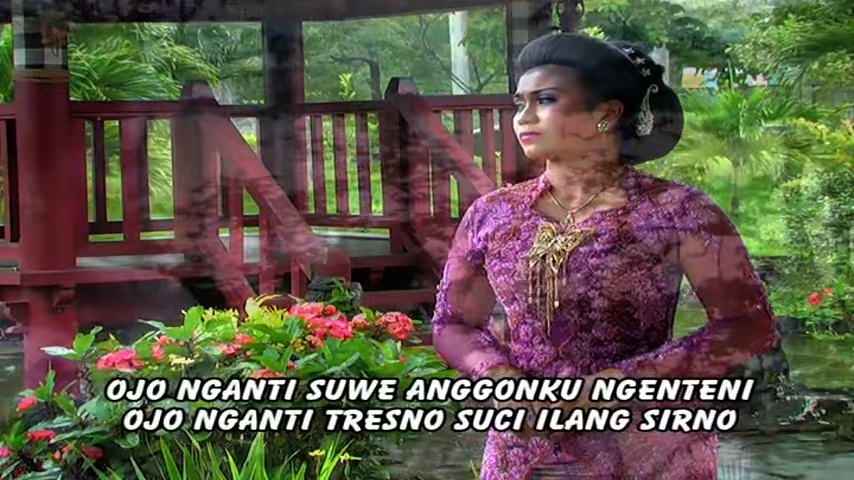 OJO NGANTI SUWE ANGGONKU NGENTENI
OJO NGANTI TRESNO SUCI ILANG SIRNO